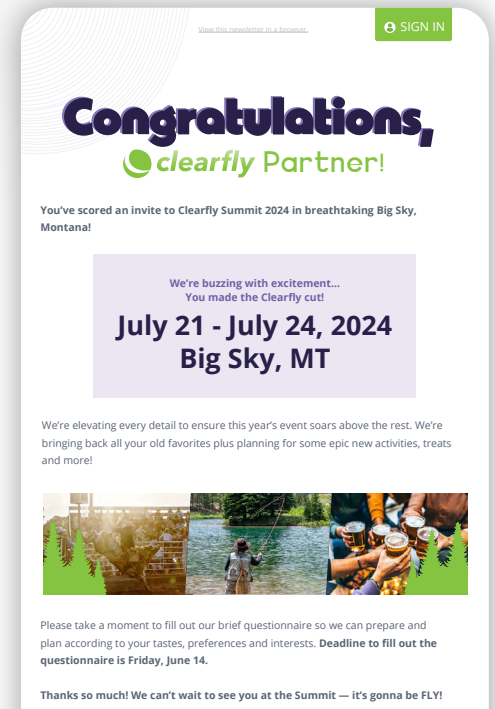 View this newsletter in a browser.
SIGN IN
Congratulations,
clearfly Partner!
You’ve scored an invite to Clearfly Summit 2024 in breathtaking Big Sky,
Montana!
We’re buzzing with excitement...
You made the Clearfly cut!
July 21 - July 24, 2024
Big Sky, MT
We’re elevating every detail to ensure this year’s event soars above the rest. We’re
bringing back all your old favorites plus planning for some epic new activities, treats
and more!
Please take a moment to fill out our brief questionnaire so we can prepare and
plan according to your tastes, preferences and interests. Deadline to fill out the
questionnaire is Friday, June 14.
Thanks so much! We can’t wait to see you at the Summit — it’s gonna be FLY!